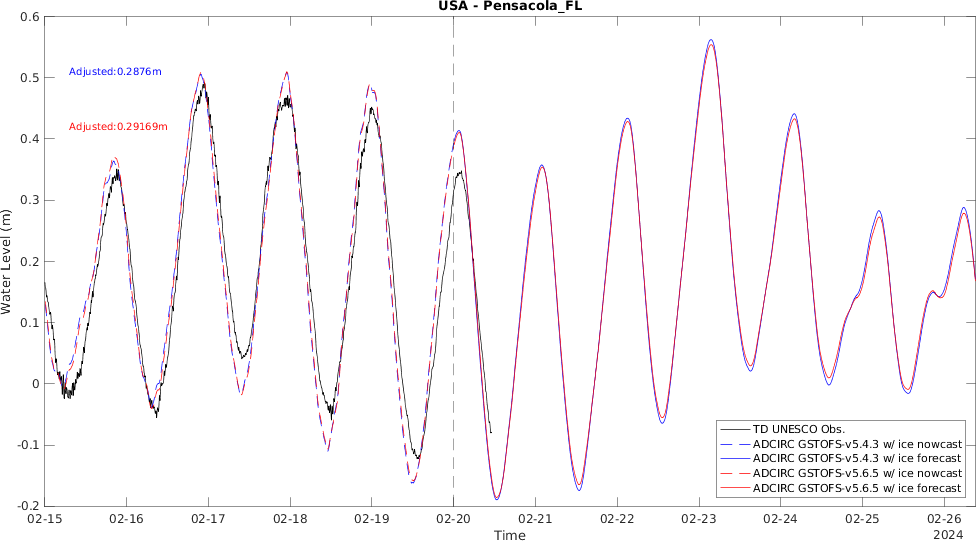 USA - Pensacola_FL
0.6
0.5
0.4
0.3
0.2
0.1
0
-0.1
-0.2
Water Level (m)
Adjusted:0.2876m
Adjusted:0.29169m
TD UNESCO Obs.
ADCIRC GSTOFS-v5.4.3 w/ ice nowcast
ADCIRC GSTOFS-v5.4.3 w/ ice forecast
ADCIRC GSTOFS-v5.6.5 w/ ice nowcast
ADCIRC GSTOFS-v5.6.5 w/ ice forecast
02-15 02-16 02-17 02-18 02-19 02-20 02-21 02-22 02-23 02-24 02-25 02-26
2024
Time